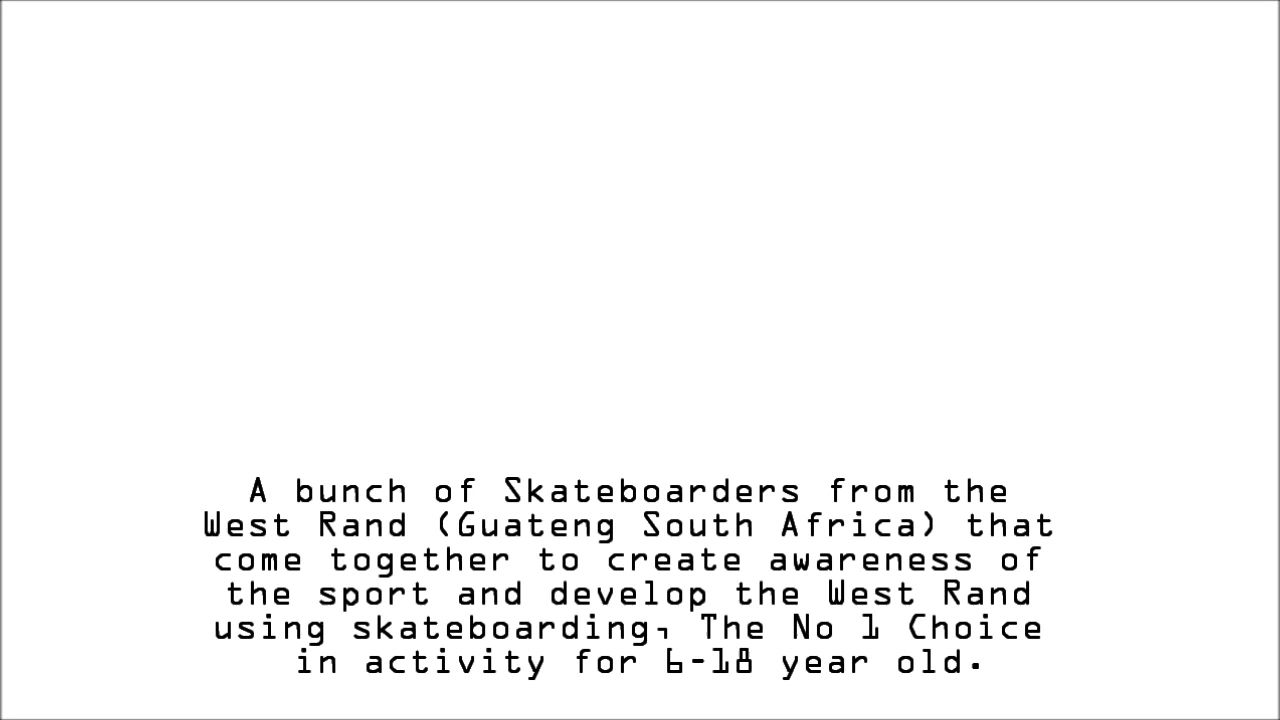 A bunch of Skateboarders from the
West Rand (Guateng South Africa) that
come together to create awareness of
the sport and develop the West Rand
using skateboarding, The No 1 Choice
in activity for 6-18 year old.